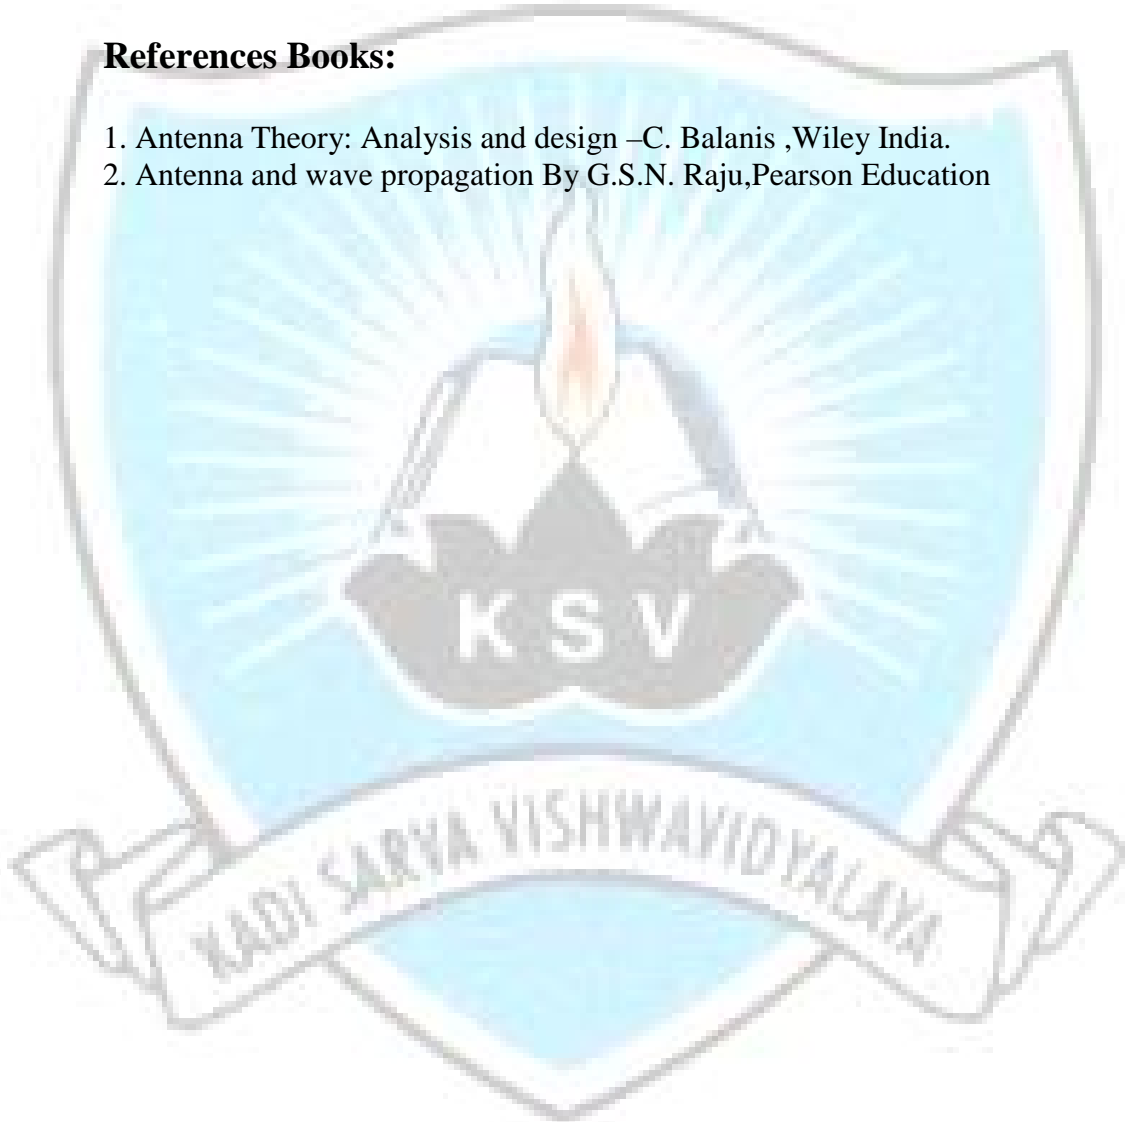 References Books:
1. Antenna Theory: Analysis and design –C. Balanis ,Wiley India.
2. Antenna and wave propagation By G.S.N. Raju,Pearson Education
K S V
KADI SARVA VISHWAVIDYALAYA